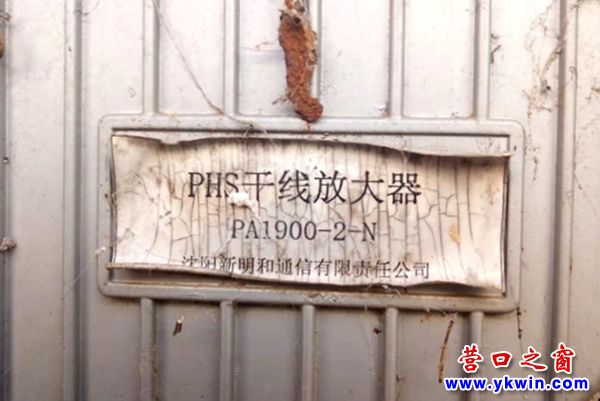 PHS干线放大器
PA1900-2-N
沈阳新明和通信有限责任公司
营口之窗
www.ykwin.com